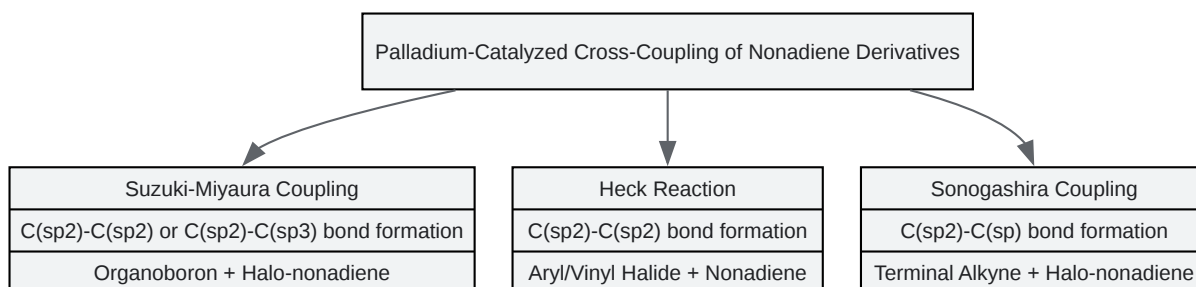 Palladium-Catalyzed Cross-Coupling of Nonadiene Derivatives
Suzuki-Miyaura Coupling
C(sp2)-C(sp2) or C(sp2)-C(sp3) bond formation
Organoboron + Halo-nonadiene
Heck Reaction
C(sp2)-C(sp2) bond formation
Aryl/Vinyl Halide + Nonadiene
Sonogashira Coupling
C(sp2)-C(sp) bond formation
Terminal Alkyne + Halo-nonadiene